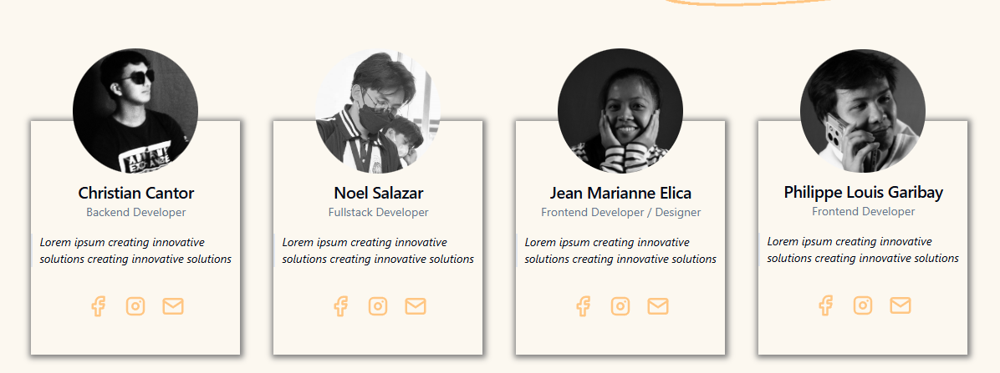 Christian Cantor
Backend Developer
Lorem ipsum creating innovative
solutions creating innovative solutions
Noel Salazar
Fullstack Developer
Lorem ipsum creating innovative
solutions creating innovative solutions
Jean Marianne Elica
Frontend Developer / Designer
Lorem ipsum creating innovative
solutions creating innovative solutions
Philippe Louis Garibay
Frontend Developer
Lorem ipsum creating innovative
solutions creating innovative solutions